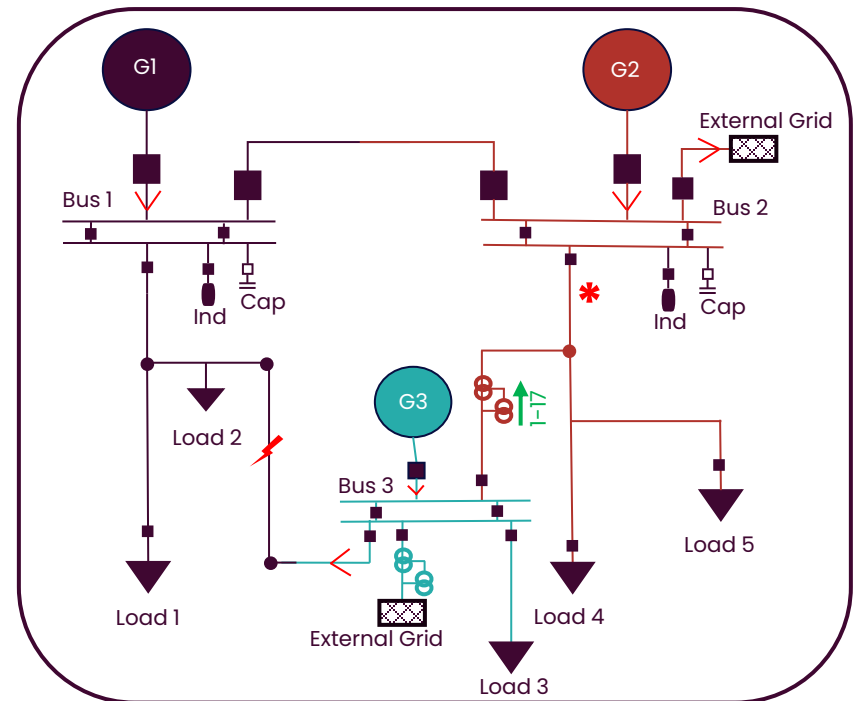 G1
G2
External Grid
Bus 1
Bus 2
Ind
Cap
Ind
Cap
*
G3
1-17
Load 2
Bus 3
Load 5
Load 1
Load 4
External Grid
Load 3